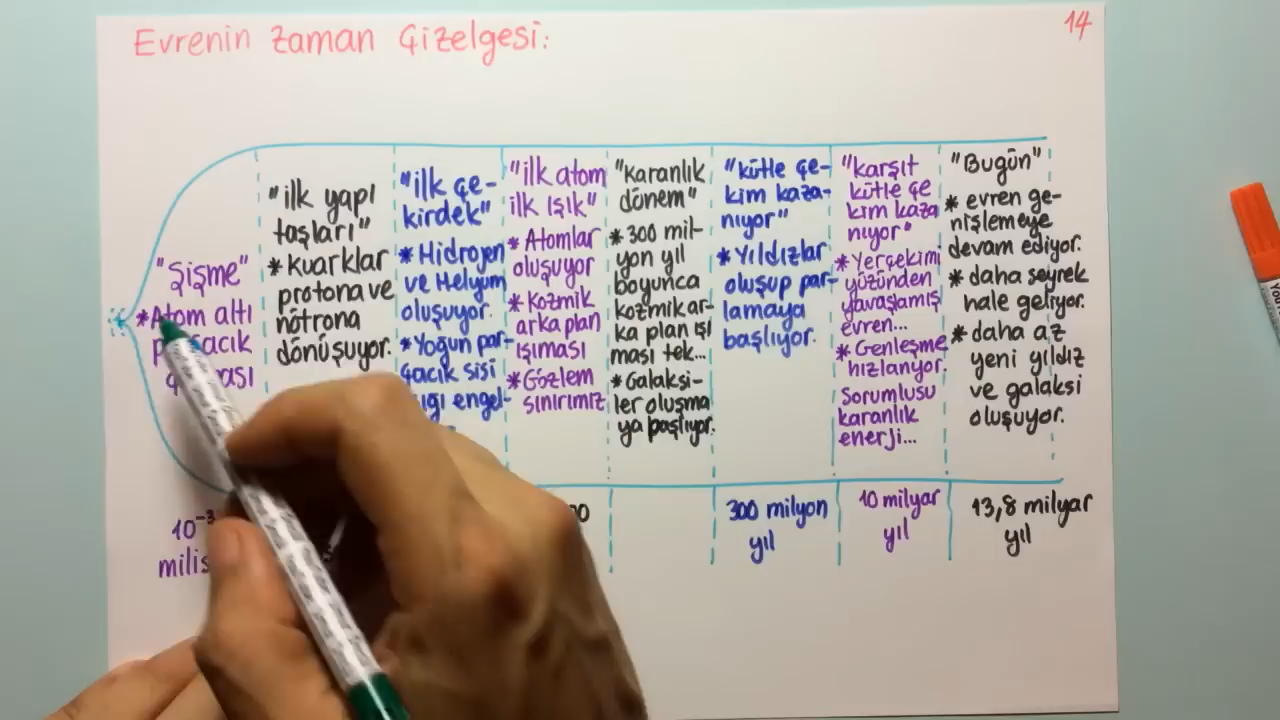 Evrenin Zaman Çizelgesi:
14
"Şişme"
*Atom altı
"ilk yapı
taşları"
* kuarklar
protona ve
nötrona
dönüşüyor.
"ilk çe-
kirdek"
* Hidrojen
ve Helyum
oluşuyor.
* Yoğun par-
çacık sisi
engel-
"ilk atom
ilk ışık"
* Atomlar
oluşuyor
* Kozmik
arka plan
ışıması
* Gözlem
sınırımız
"karanlık
dönem"
* 300 mil-
yon yıl
boyunca
kozmik ar-
ka plan ışı
ması tek...
* Galaksi-
ler oluşma
ya başlıyor.
"kütle çe-
kim kaza-
nıyor"
* Yıldızlar
oluşup par-
lamaya
başlıyor.
"karşıt
kütle çe
kim kaza
nıyor"
* Yerçekimi
yüzünden
yavaşlamış
evren...
* Genleşme
hızlanıyor.
Sorumlusu
karanlık
enerji...
"Bugün"
* evren ge-
nişlemeye
devam ediyor.
* daha seyrek
hale geliyor.
* daha az
yeni yıldız
ve galaksi
oluşuyor.
300 milyon
yıl
10 milyar
yıl
13,8 milyar
yıl